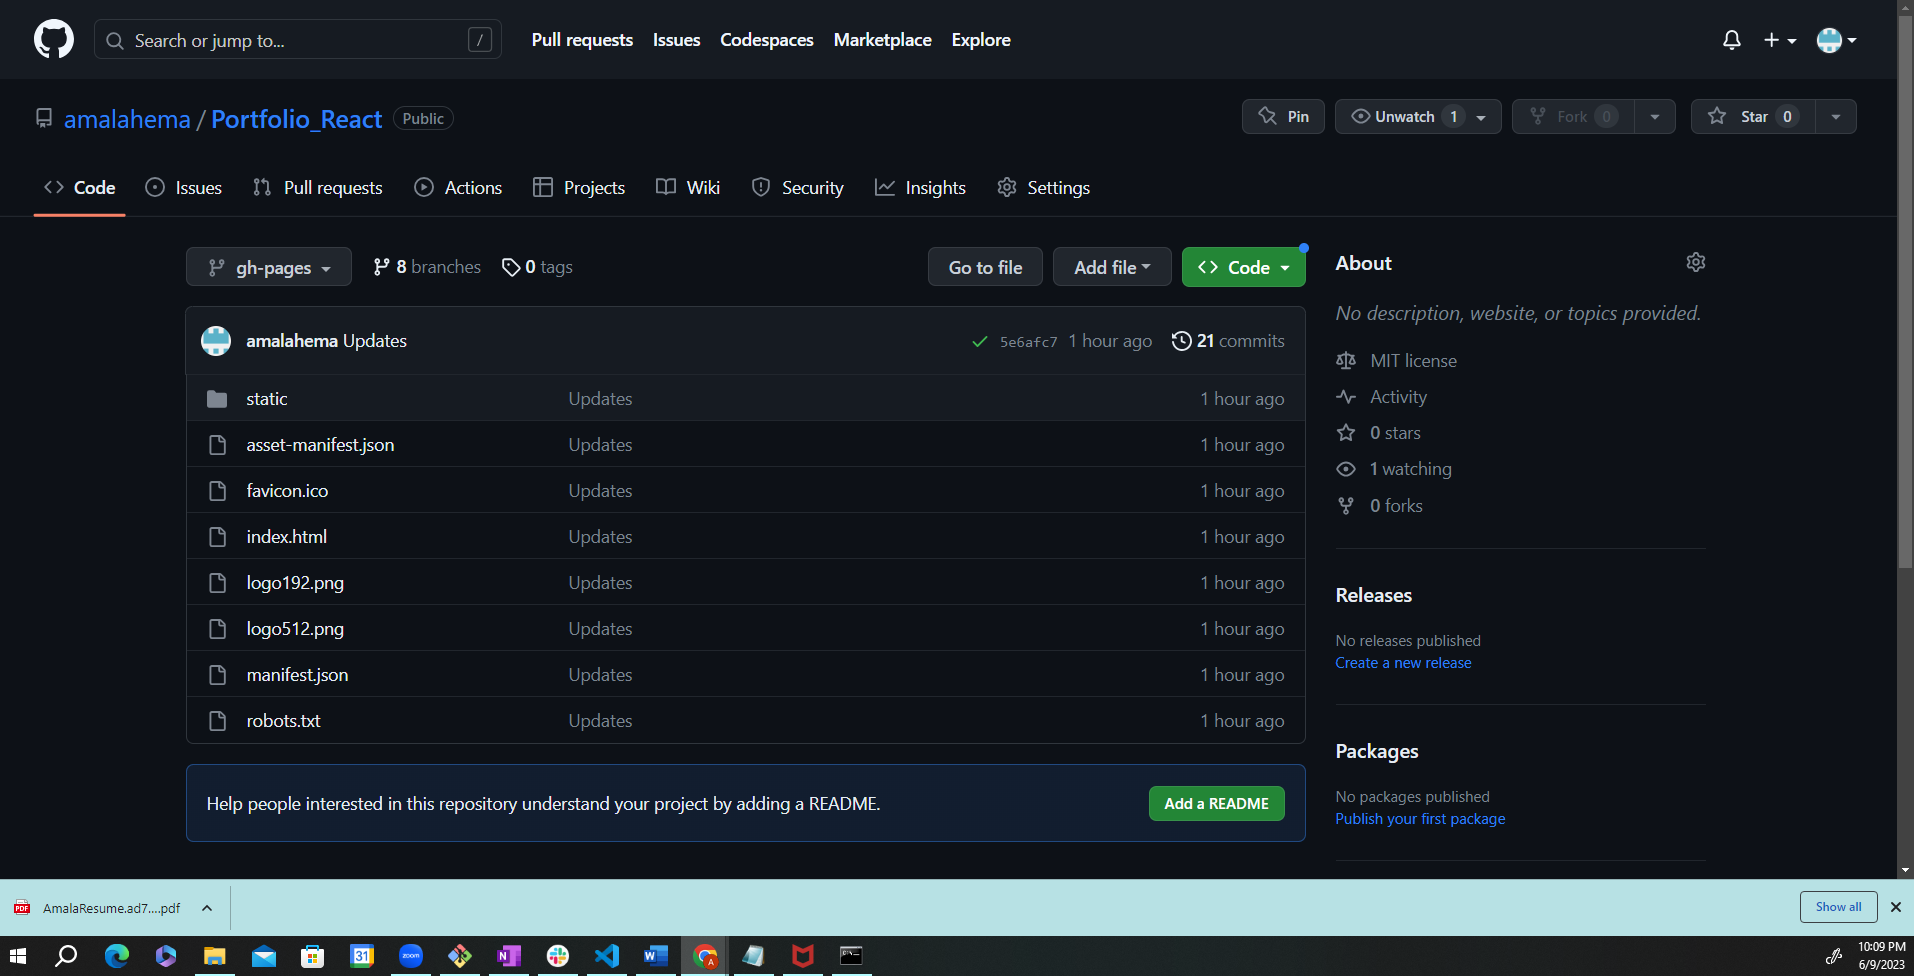 Search or jump to... /
Pull requests Issues Codespaces Marketplace Explore
amalahema / Portfolio_React Public
Pin Unwatch 1 Fork 0 Star 0
Code Issues Pull requests Actions Projects Wiki Security Insights Settings
gh-pages 8 branches 0 tags Go to file Add file Code
amalahema Updates 5e6afc7 1 hour ago 21 commits
static Updates 1 hour ago
asset-manifest.json Updates 1 hour ago
favicon.ico Updates 1 hour ago
index.html Updates 1 hour ago
logo192.png Updates 1 hour ago
logo512.png Updates 1 hour ago
manifest.json Updates 1 hour ago
robots.txt Updates 1 hour ago
Help people interested in this repository understand your project by adding a README. Add a README
About
No description, website, or topics provided.
MIT license
Activity
0 stars
1 watching
0 forks
Releases
No releases published
Create a new release
Packages
No packages published
Publish your first package
PDF AmalaResume.ad7....pdf Show all
31 zoom N W A
10:09 PM
6/9/2023